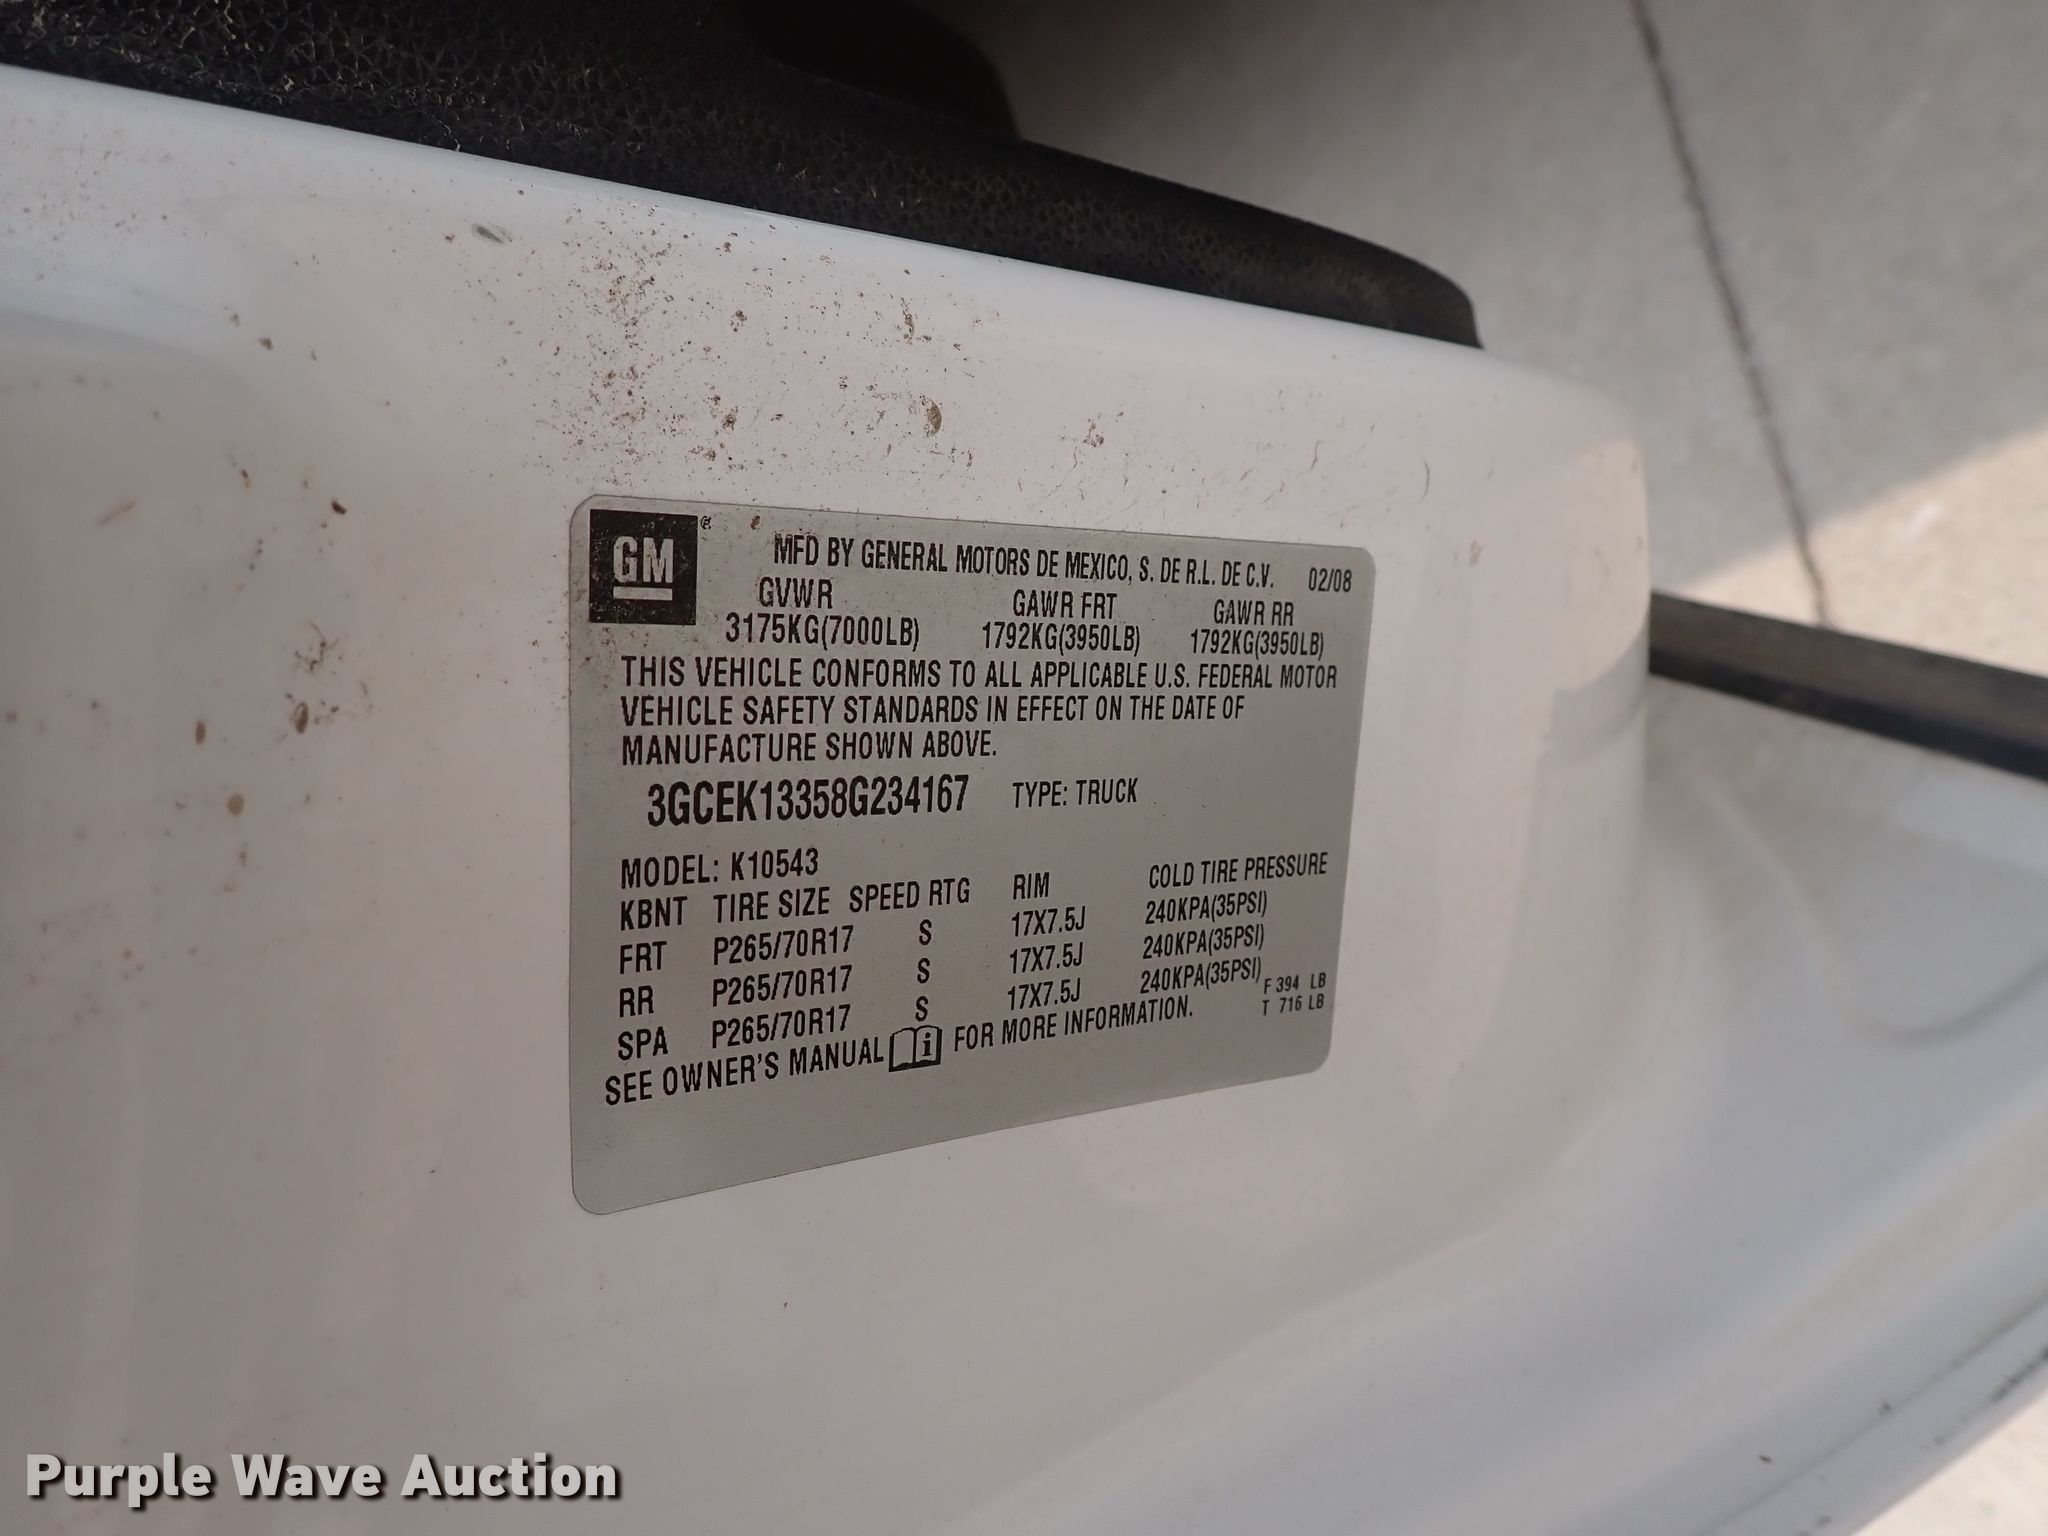 GM
MFD BY GENERAL MOTORS DE MEXICO, S. DE R.L. DE C.V. 02/08
GVWR GAWR FRT GAWR RR
3175KG(7000LB) 1792KG(3950LB) 1792KG(3950LB)
THIS VEHICLE CONFORMS TO ALL APPLICABLE U.S. FEDERAL MOTOR
VEHICLE SAFETY STANDARDS IN EFFECT ON THE DATE OF
MANUFACTURE SHOWN ABOVE.
3GCEK13358G234167 TYPE: TRUCK
MODEL: K10543
KBNT TIRE SIZE SPEED RTG RIM COLD TIRE PRESSURE
FRT P265/70R17 S 17X7.5J 240KPA(35PSI)
RR P265/70R17 S 17X7.5J 240KPA(35PSI)
SPA P265/70R17 S 17X7.5J 240KPA(35PSI) F 394 LB
SEE OWNER'S MANUAL i FOR MORE INFORMATION. T 716 LB
Purple Wave Auction